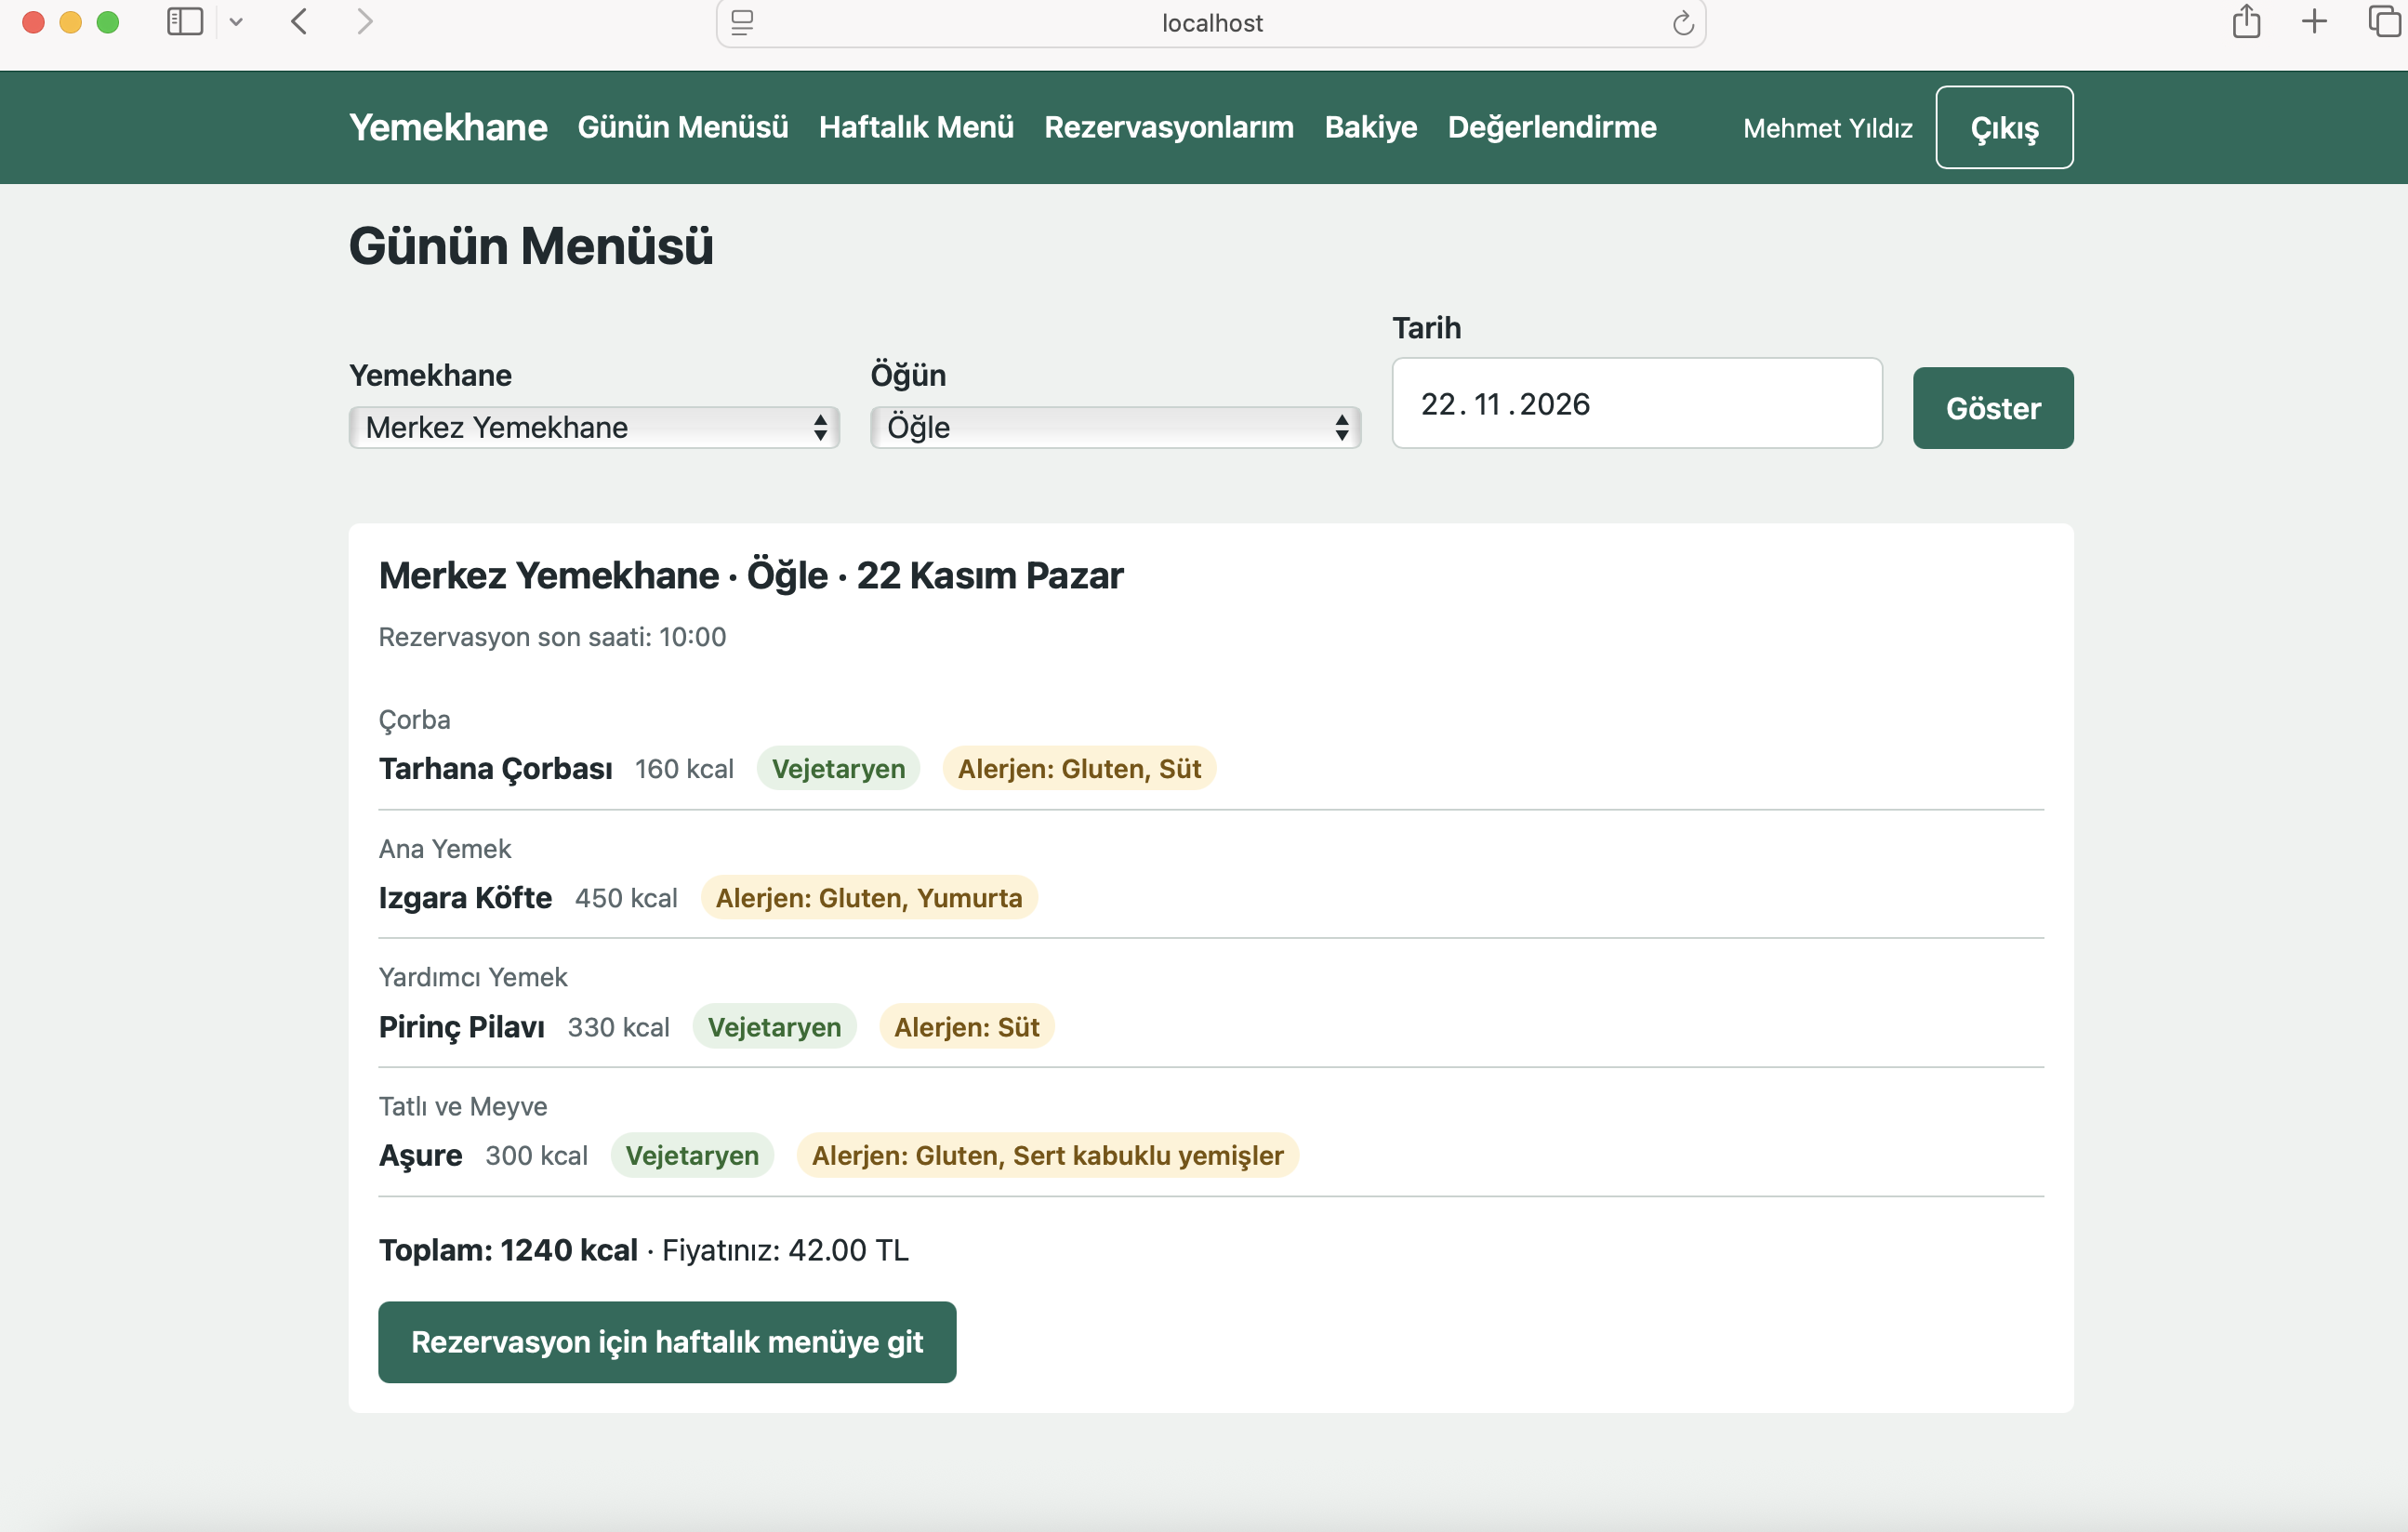 localhost
Yemekhane Günün Menüsü Haftalık Menü Rezervasyonlarım Bakiye Değerlendirme Mehmet Yıldız Çıkış
Günün Menüsü
Yemekhane Öğün Tarih
Merkez Yemekhane Öğle 22.11.2026 Göster
Merkez Yemekhane · Öğle · 22 Kasım Pazar
Rezervasyon son saati: 10:00
Çorba
Tarhana Çorbası 160 kcal Vejetaryen Alerjen: Gluten, Süt
Ana Yemek
Izgara Köfte 450 kcal Alerjen: Gluten, Yumurta
Yardımcı Yemek
Pirinç Pilavı 330 kcal Vejetaryen Alerjen: Süt
Tatlı ve Meyve
Aşure 300 kcal Vejetaryen Alerjen: Gluten, Sert kabuklu yemişler
Toplam: 1240 kcal · Fiyatınız: 42.00 TL
Rezervasyon için haftalık menüye git